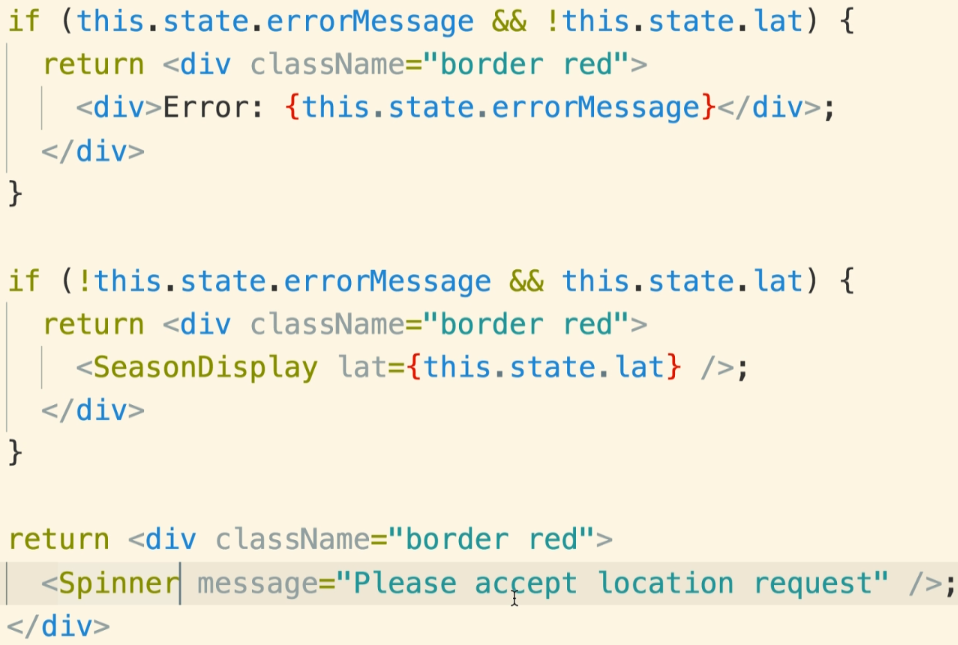 if (this.state.errorMessage && !this.state.lat) {
return <div className="border red">
<div>Error: {this.state.errorMessage}</div>;
</div>
}
if (!this.state.errorMessage && this.state.lat) {
return <div className="border red">
<SeasonDisplay lat={this.state.lat} />;
</div>
}
return <div className="border red">
<Spinner message="Please accept location request" />;
</div>